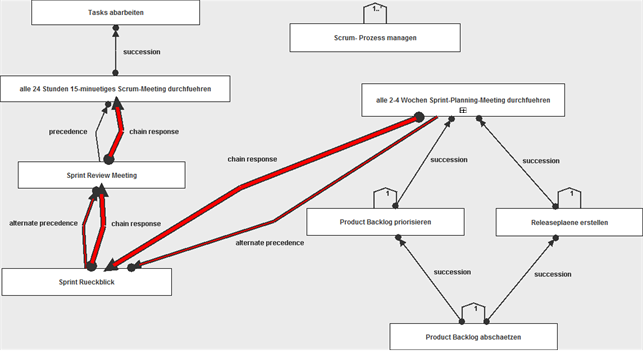 Tasks abarbeiten
1..*
Scrum- Prozess managen
succession
alle 24 Stunden 15-minuetiges Scrum-Meeting durchfuehren
alle 2-4 Wochen Sprint-Planning-Meeting durchfuehren
precedence
chain response
chain response
succession
succession
Sprint Review Meeting
1
1
alternate precedence
chain response
Product Backlog priorisieren
Releaseplaene erstellen
alternate precedence
succession
succession
Sprint Rueckblick
1
Product Backlog abschaetzen